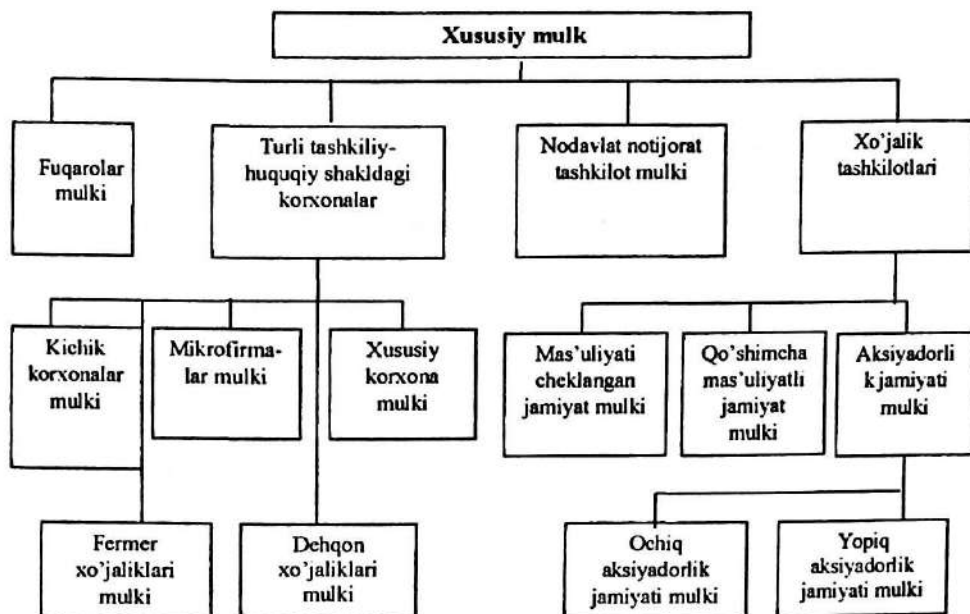 Xususiy mulk
Fuqarolar
mulki
Turli tashkiliy-
huquqiy shakldagi
korxonalar
Nodavlat notijorat
tashkilot mulki
Xo'jalik
tashkilotlari
Kichik
korxonalar
mulki
Mikrofirma-
lar mulki
Xususiy
korxona
mulki
Mas'uliyati
cheklangan
jamiyat mulki
Qo'shimcha
mas'uliyatli
jamiyat
mulki
Aksiyadorli
k jamiyati
mulki
Fermer
xo'jaliklari
mulki
Dehqon
xo'jaliklari
mulki
Ochiq
aksiyadorlik
jamiyati mulki
Yopiq
aksiyadorlik
jamiyati mulki